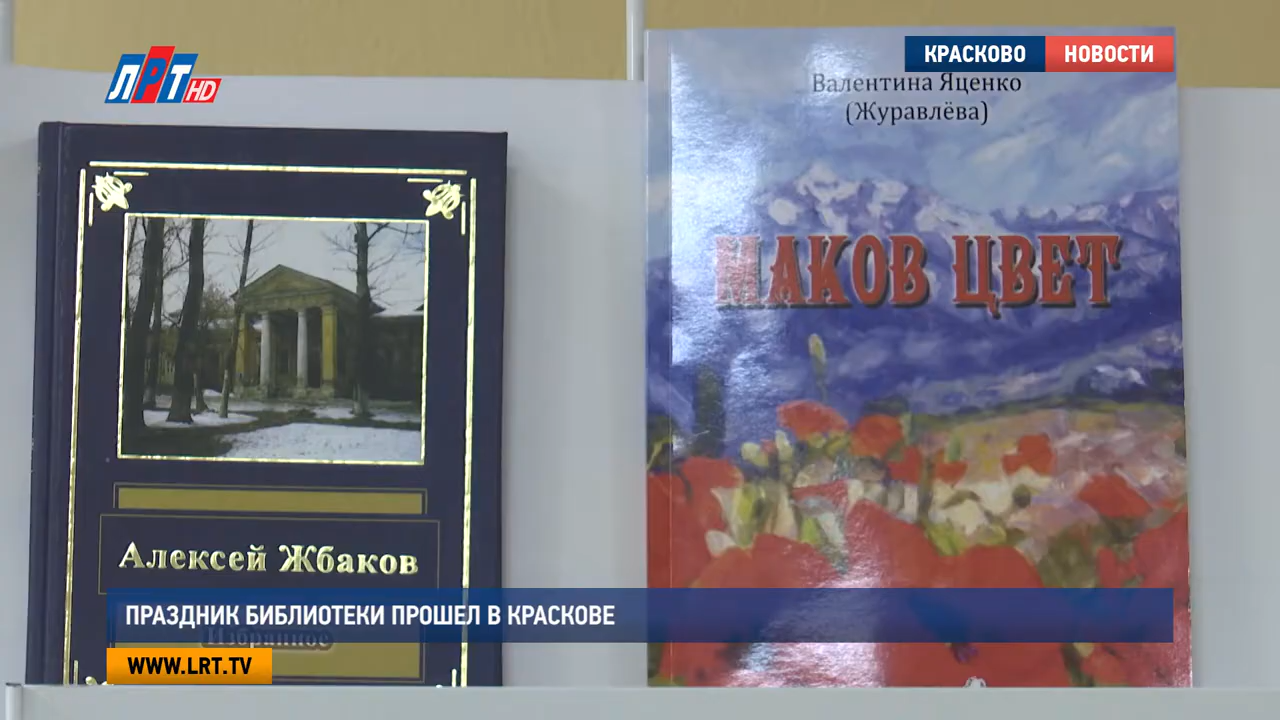 ЛРТ HD
КРАСКОВО НОВОСТИ
Валентина Яценко
(Журавлёва)
МАКОВ ЦВЕТ
Алексей Жбаков
Избранное
ПРАЗДНИК БИБЛИОТЕКИ ПРОШЕЛ В КРАСКОВЕ
WWW.LRT.TV